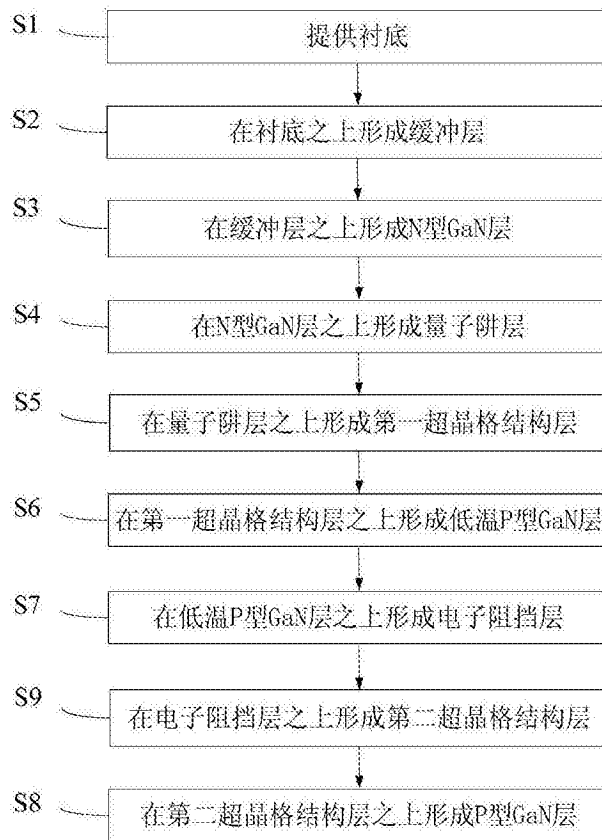 S1 提供衬底
S2 在衬底之上形成缓冲层
S3 在缓冲层之上形成N型GaN层
S4 在N型GaN层之上形成量子阱层
S5 在量子阱层之上形成第一超晶格结构层
S6 在第一超晶格结构层之上形成低温P型GaN层
S7 在低温P型GaN层之上形成电子阻挡层
S9 在电子阻挡层之上形成第二超晶格结构层
S8 在第二超晶格结构层之上形成P型GaN层